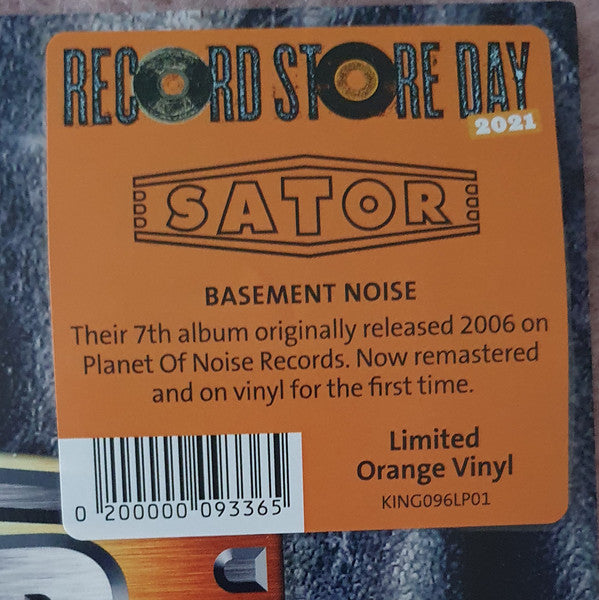 RECORD STORE DAY
2021
SATOR
BASEMENT NOISE
Their 7th album originally released 2006 on
Planet Of Noise Records. Now remastered
and on vinyl for the first time.
Limited
Orange Vinyl
KING096LP01
0 200000 093365